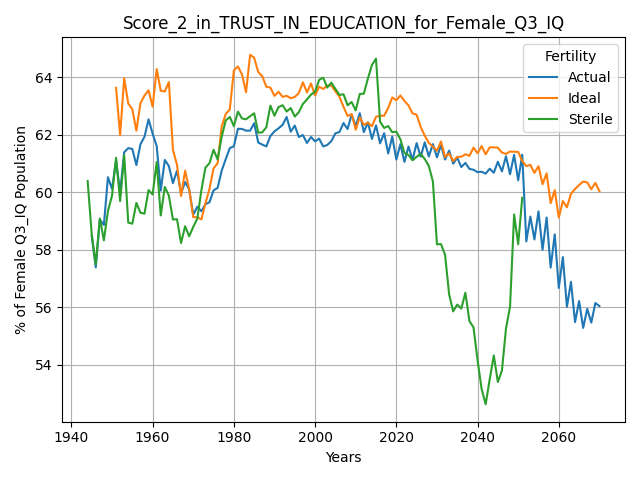 Score_2_in_TRUST_IN_EDUCATION_for_Female_Q3_IQ
Fertility
Actual
Ideal
Sterile
% of Female Q3_IQ Population
64
62
60
58
56
54
1940 1960 1980 2000 2020 2040 2060
Years